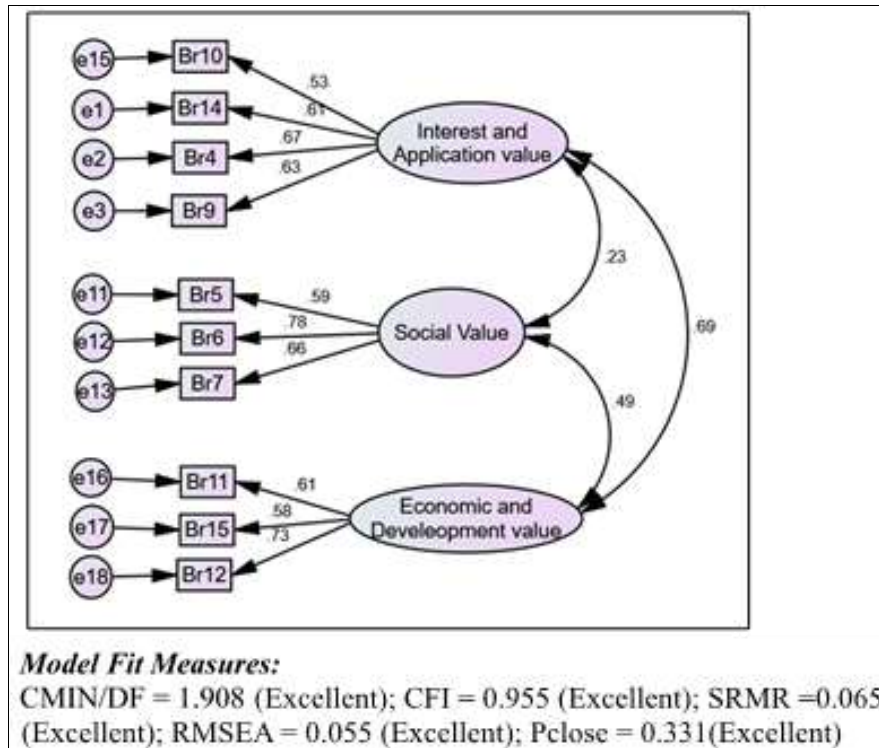 e15 Br10 .53
e1 Br14 .61
e2 Br4 .67
e3 Br9 .63
Interest and
Application value
.23
.69
e11 Br5 .59
e12 Br6 .78
e13 Br7 .66
Social Value
.49
e16 Br11 .61
e17 Br15 .58
e18 Br12 .73
Economic and
Develeopment value
Model Fit Measures:
CMIN/DF = 1.908 (Excellent); CFI = 0.955 (Excellent); SRMR =0.065
(Excellent); RMSEA = 0.055 (Excellent); Pclose = 0.331(Excellent)